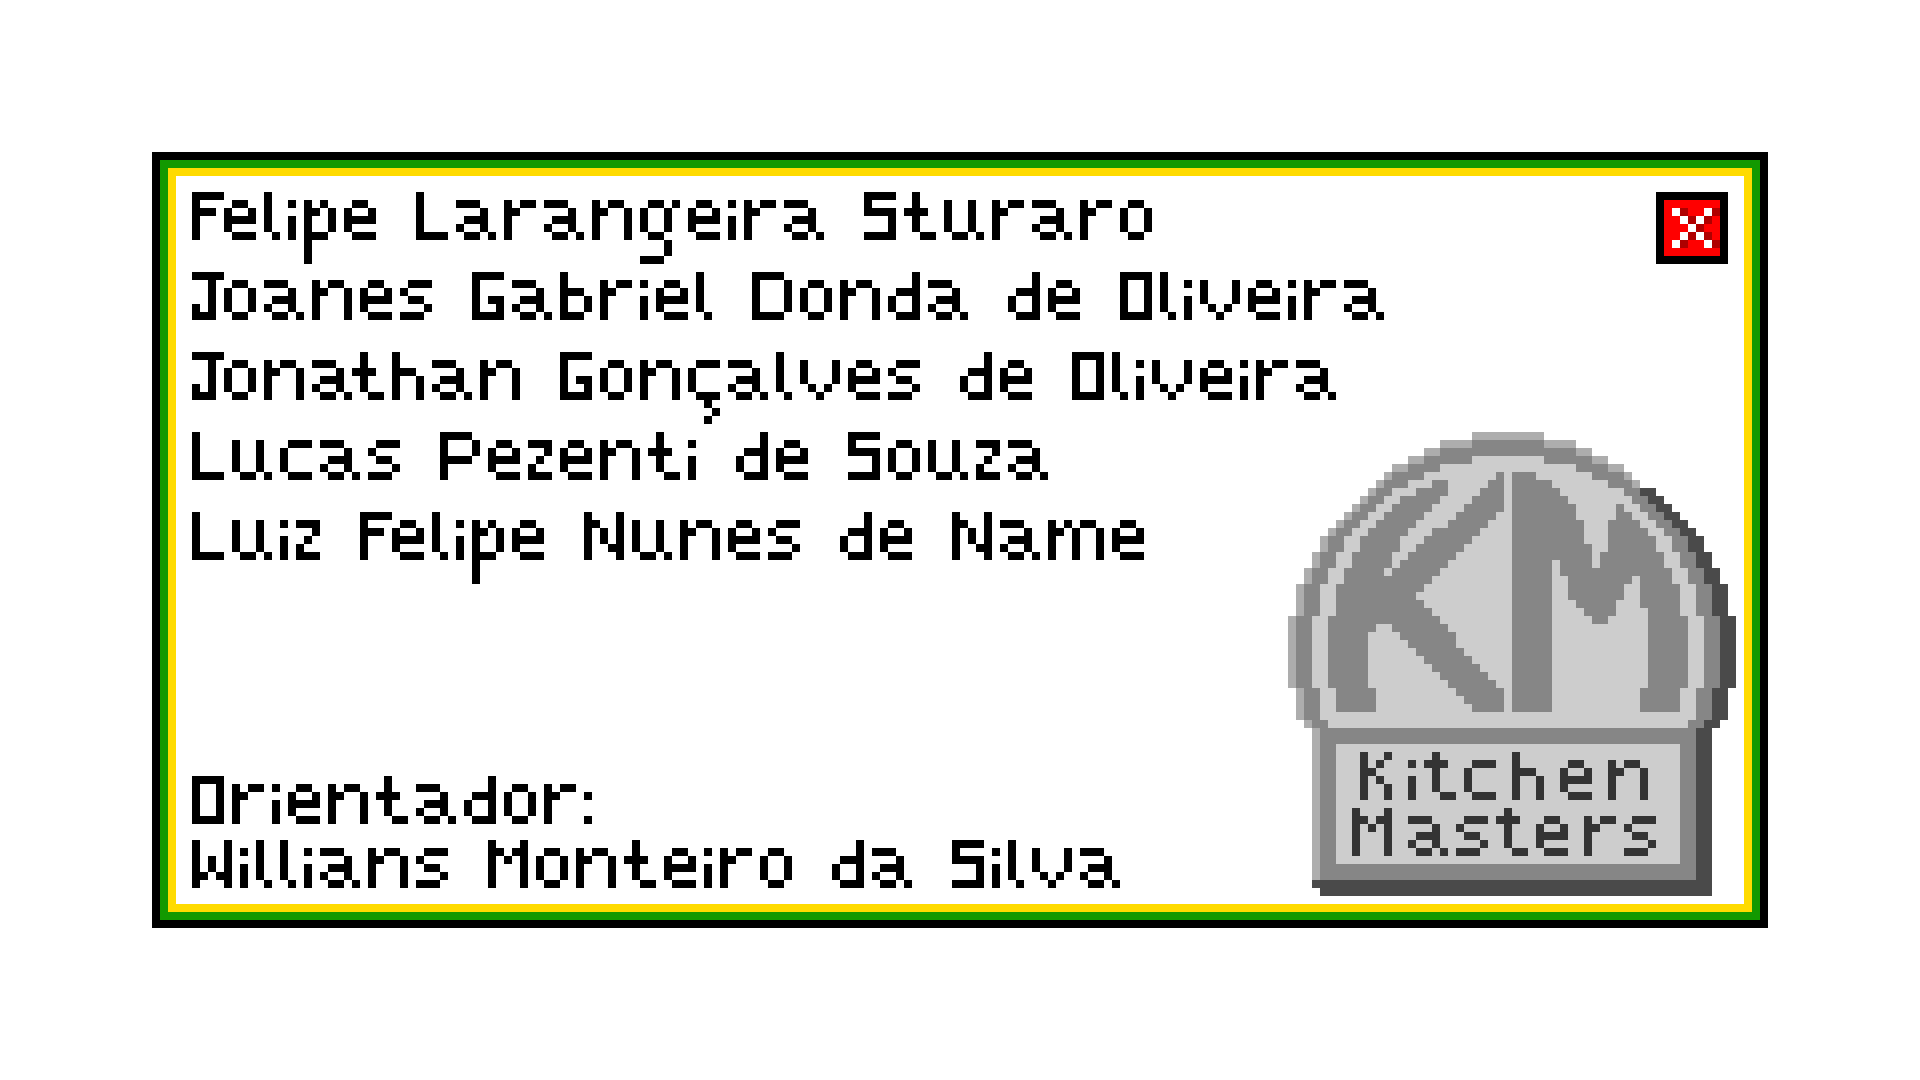 Felipe Larangeira Sturaro
Joanes Gabriel Donda de Oliveira
Jonathan Gonçalves de Oliveira
Lucas Pezenti de Souza
Luiz Felipe Nunes de Name
KM
Kitchen
Masters
Orientador:
Willians Monteiro da Silva